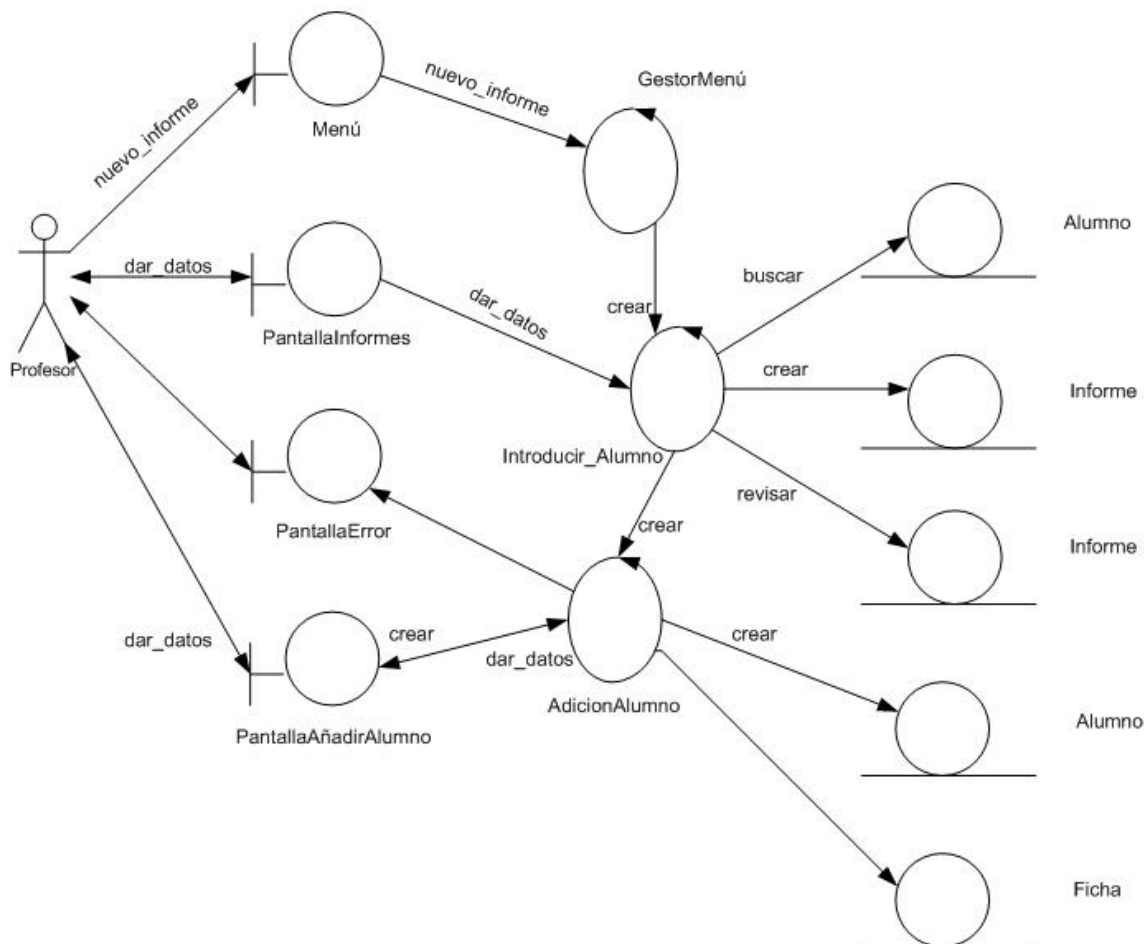 GestorMenú
nuevo_informe
nuevo_informe
Menú
Alumno
dar_datos
buscar
dar_datos
crear
PantallaInformes
Profesor
crear
Informe
Introducir_Alumno
revisar
crear
PantallaError
Informe
dar_datos
crear
dar_datos
crear
AdicionAlumno
PantallaAñadirAlumno
Alumno
Ficha